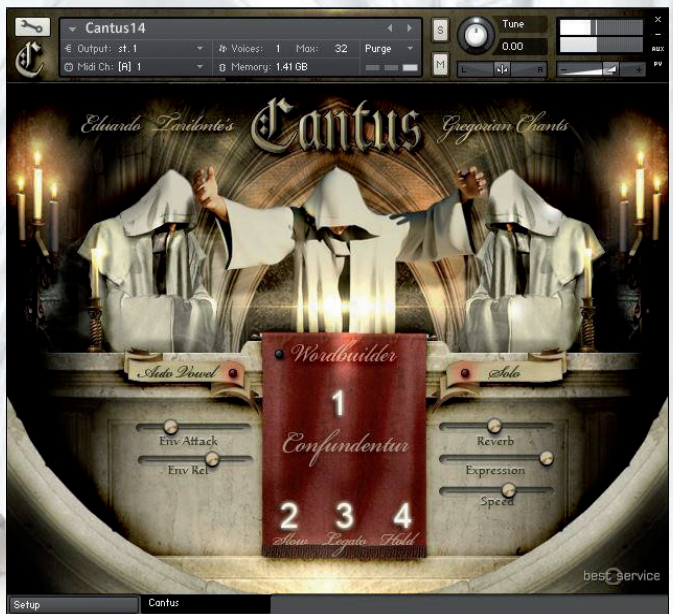 Cantus14
S
Tune
0.00
×
–
AUX
PV
Output: st.1
Voices: 1 Max: 32 Purge
Midi Ch: [A] 1
Memory: 1.41 GB
M
L R
– +
C
Eduardo Tarilonte's Cantus Gregorian Chants
Wordbuilder
Auto Vowel
Solo
1
Env Attack
Confundentur
Reverb
Env Rel
Expression
Speed
2 3 4
Slow Legato Hold
best service
Setup Cantus